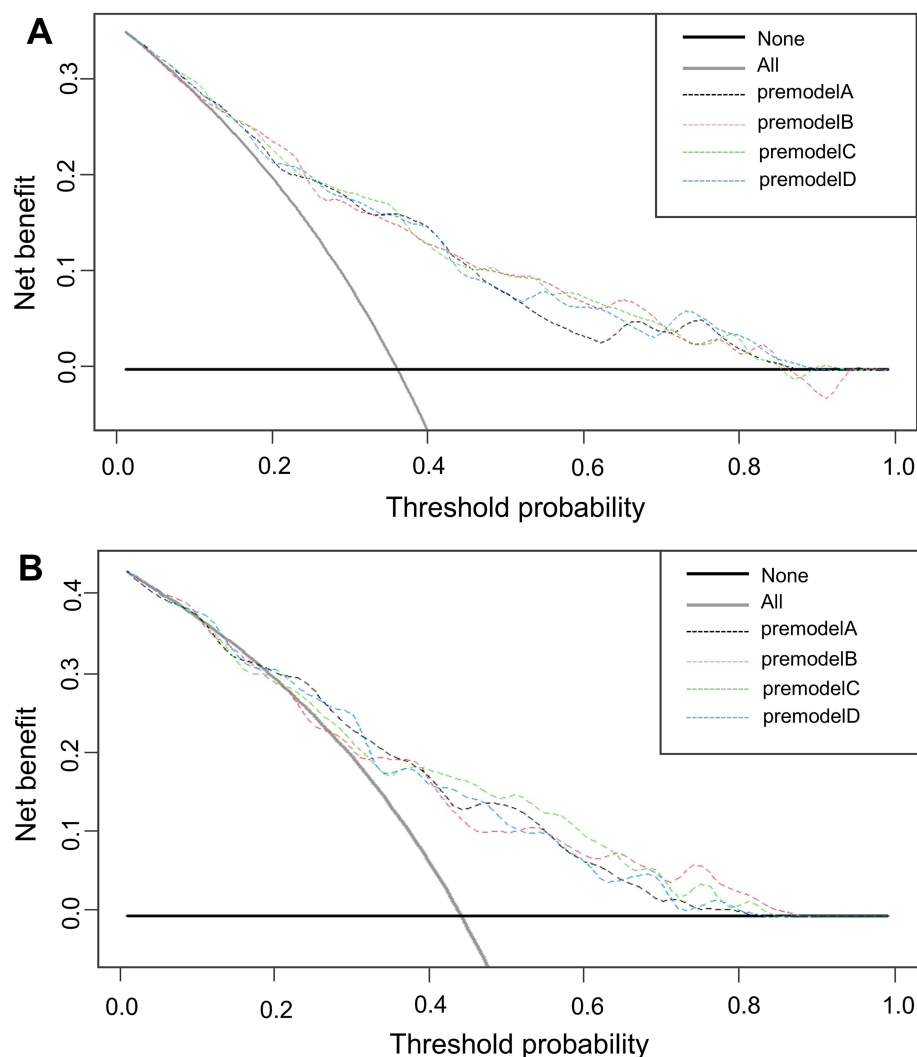 A
None
All
premodelA
premodelB
premodelC
premodelD
Net benefit
0.3
0.2
0.1
0.0
0.0 0.2 0.4 0.6 0.8 1.0
Threshold probability
B
None
All
premodelA
premodelB
premodelC
premodelD
Net benefit
0.4
0.3
0.2
0.1
0.0
0.0 0.2 0.4 0.6 0.8 1.0
Threshold probability